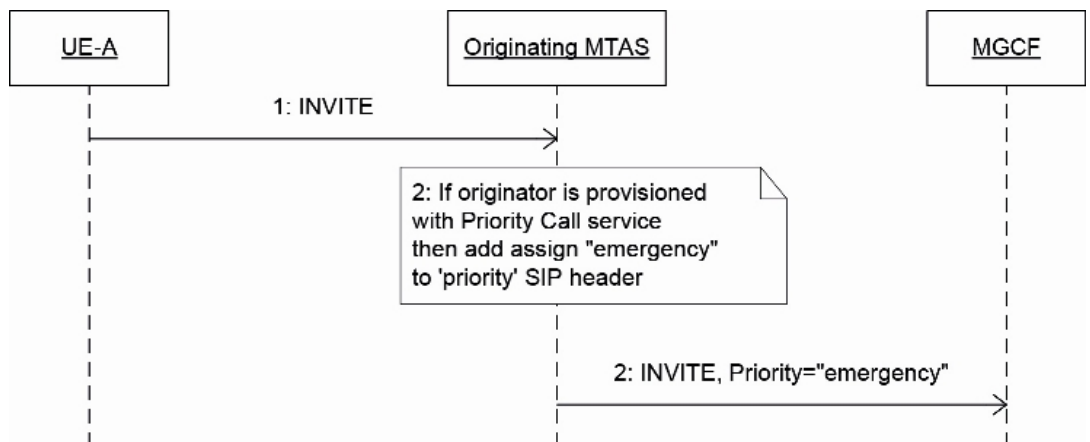 UE-A
Originating MTAS
MGCF
1: INVITE
2: If originator is provisioned
with Priority Call service
then add assign "emergency"
to 'priority' SIP header
2: INVITE, Priority="emergency"